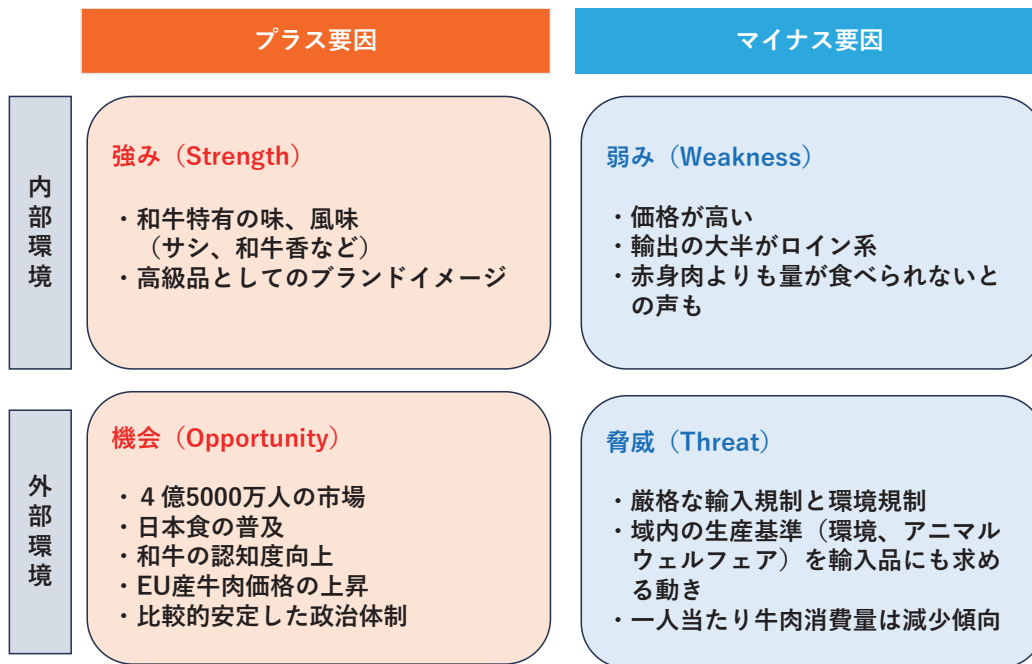 プラス要因
マイナス要因
内部環境
強み（Strength）
・和牛特有の味、風味
（サシ、和牛香など）
・高級品としてのブランドイメージ
弱み（Weakness）
・価格が高い
・輸出の大半がロイン系
・赤身肉よりも量が食べられないと
の声も
外部環境
機会（Opportunity）
・４億5000万人の市場
・日本食の普及
・和牛の認知度向上
・EU産牛肉価格の上昇
・比較的安定した政治体制
脅威（Threat）
・厳格な輸入規制と環境規制
・域内の生産基準（環境、アニマル
ウェルフェア）を輸入品にも求め
る動き
・一人当たり牛肉消費量は減少傾向